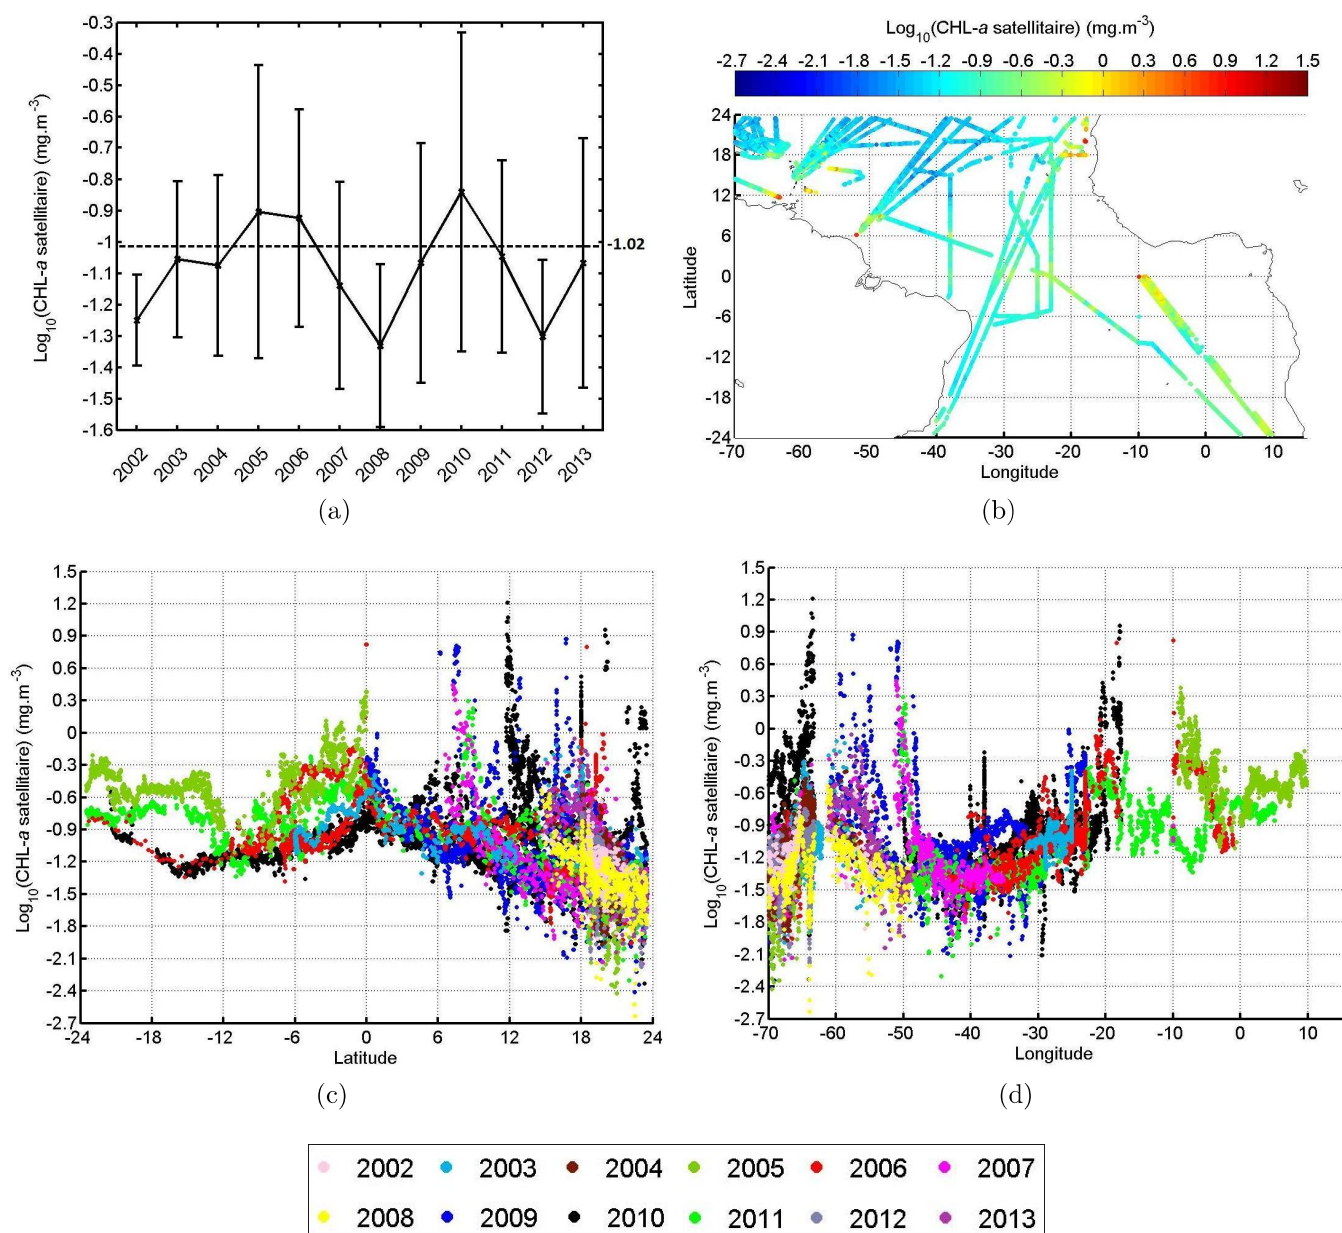 -0.3
-0.4
-0.5
-0.6
-0.7
-0.8
-0.9
-1
-1.1
-1.2
-1.3
-1.4
-1.5
-1.6
Log10(CHL-a satellitaire) (mg.m-3)
-1.02
2002 2003 2004 2005 2006 2007 2008 2009 2010 2011 2012 2013
(a)
Log10(CHL-a satellitaire) (mg.m-3)
-2.7 -2.4 -2.1 -1.8 -1.5 -1.2 -0.9 -0.6 -0.3 0 0.3 0.6 0.9 1.2 1.5
24
18
12
6
0
-6
-12
-18
-24
Latitude
-70 -60 -50 -40 -30 -20 -10 0 10
Longitude
(b)
1.5
1.2
0.9
0.6
0.3
0
-0.3
-0.6
-0.9
-1.2
-1.5
-1.8
-2.1
-2.4
-2.7
Log10(CHL-a satellitaire) (mg.m-3)
-24 -18 -12 -6 0 6 12 18 24
Latitude
(c)
1.5
1.2
0.9
0.6
0.3
0
-0.3
-0.6
-0.9
-1.2
-1.5
-1.8
-2.1
-2.4
-2.7
Log10(CHL-a satellitaire) (mg.m-3)
-70 -60 -50 -40 -30 -20 -10 0 10
Longitude
(d)
2002 2003 2004 2005 2006 2007
2008 2009 2010 2011 2012 2013